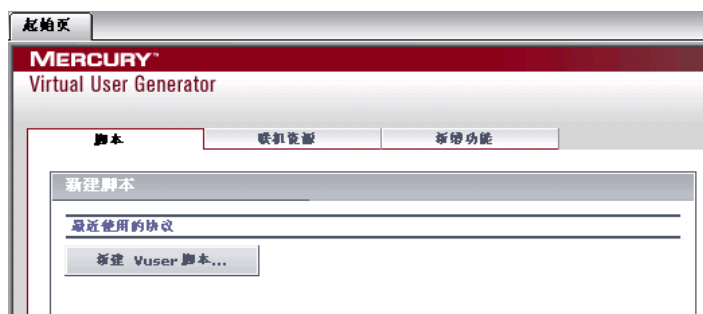 起始页
MERCURY™
Virtual User Generator
脚本 联机资源 新增功能
新建脚本
最近使用的协议
新建 Vuser 脚本...